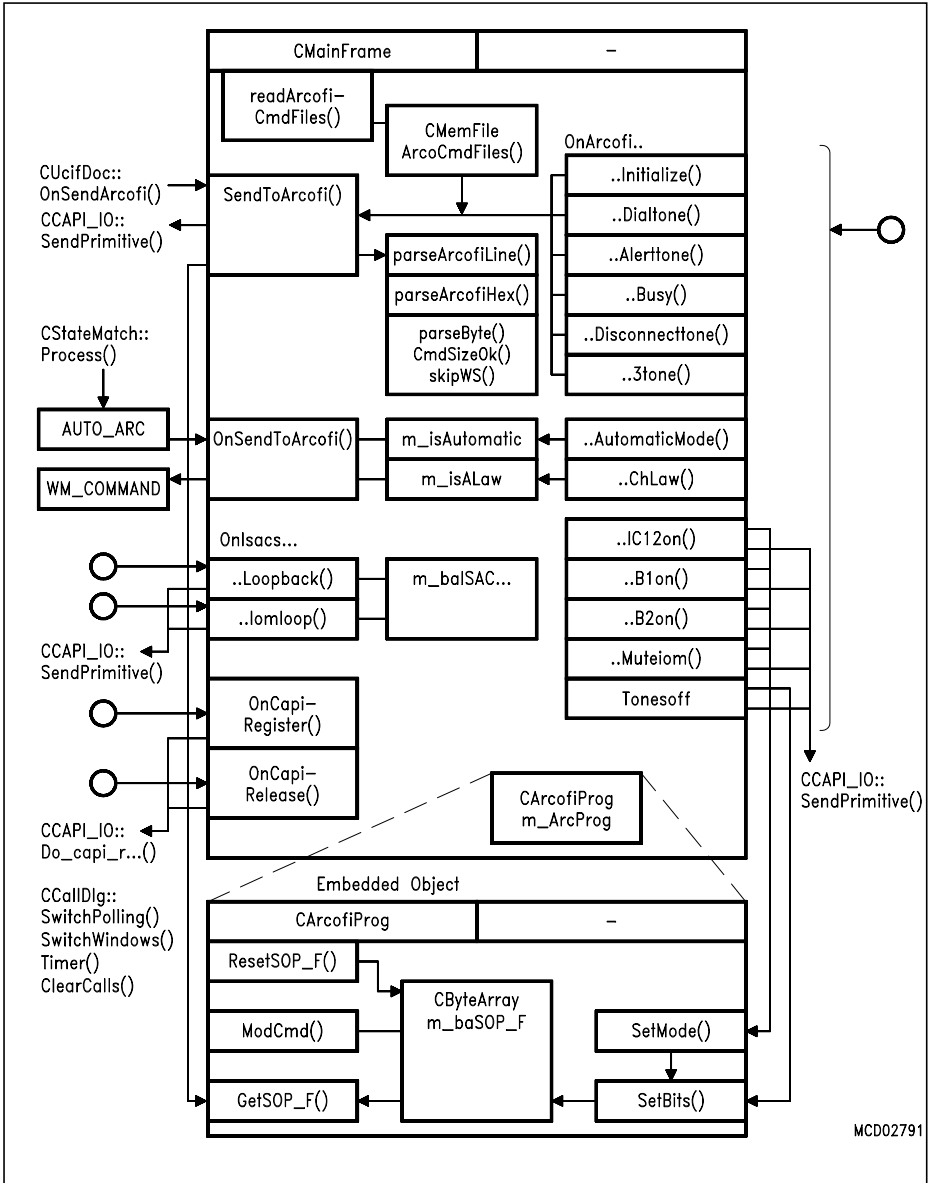 CMainFrame
–
readArcofi–
CmdFiles()
CMemFile
ArcoCmdFiles()
OnArcofi..
CUcifDoc::
OnSendArcofi()
CCAPI_IO::
SendPrimitive()
SendToArcofi()
..Initialize()
..Dialtone()
..Alerttone()
..Busy()
..Disconnecttone()
..3tone()
parseArcofiLine()
parseArcofiHex()
parseByte()
CmdSizeOk()
skipWS()
CStateMatch::
Process()
AUTO_ARC
WM_COMMAND
OnSendToArcofi()
m_isAutomatic
m_isALaw
..AutomaticMode()
..ChLaw()
OnIsacs...
..Loopback()
..Iomloop()
m_baISAC...
..IC12on()
..B1on()
..B2on()
..Muteiom()
Tonesoff
CCAPI_IO::
SendPrimitive()
OnCapi–
Register()
OnCapi–
Release()
CCAPI_IO::
Do_capi_r...()
CArcofiProg
m_ArcProg
CCAPI_IO::
SendPrimitive()
CCallDlg::
SwitchPolling()
SwitchWindows()
Timer()
ClearCalls()
Embedded Object
CArcofiProg
–
ResetSOP_F()
ModCmd()
GetSOP_F()
CByteArray
m_baSOP_F
SetMode()
SetBits()
MCD02791